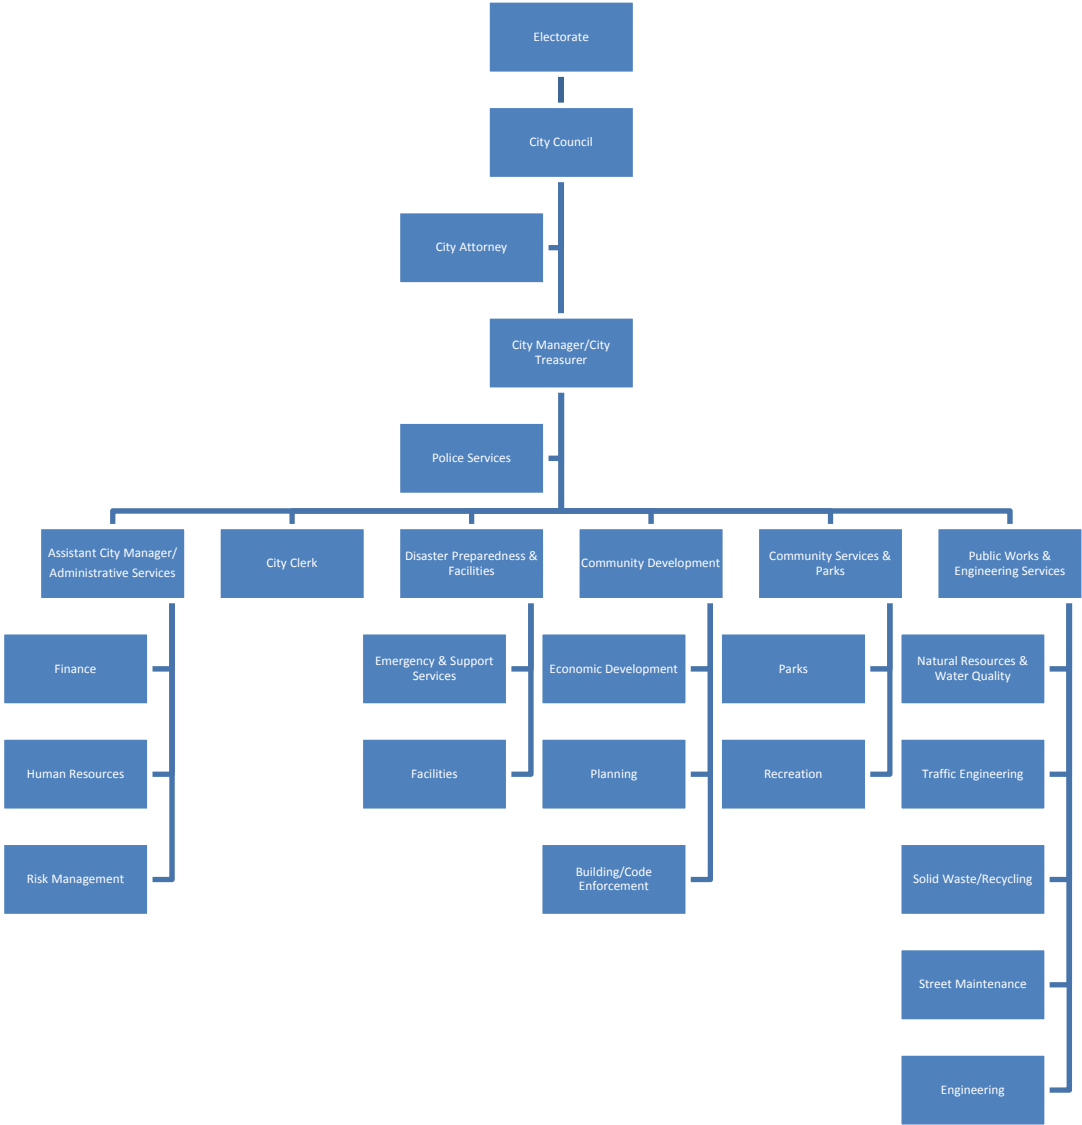 Electorate
City Council
City Attorney
City Manager/City
Treasurer
Police Services
Assistant City Manager/
Administrative Services
City Clerk
Disaster Preparedness &
Facilities
Community Development
Community Services &
Parks
Public Works &
Engineering Services
Finance
Human Resources
Risk Management
Emergency & Support
Services
Facilities
Economic Development
Planning
Building/Code
Enforcement
Parks
Recreation
Natural Resources &
Water Quality
Traffic Engineering
Solid Waste/Recycling
Street Maintenance
Engineering